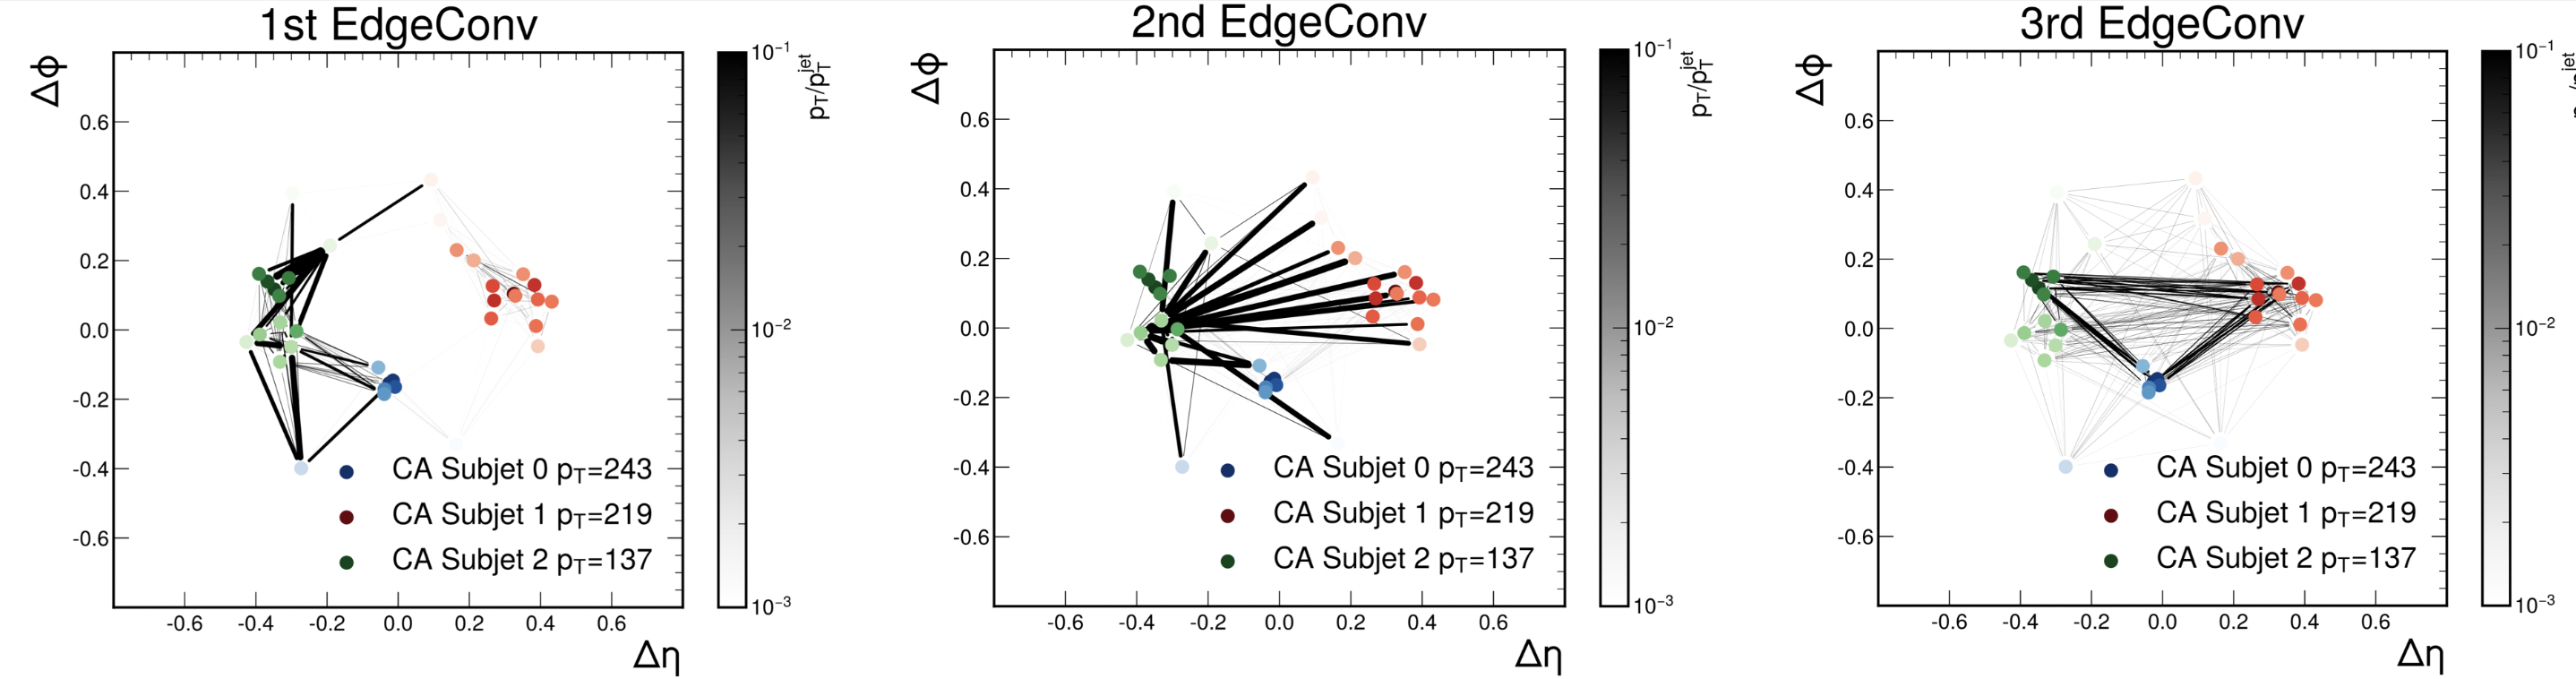 1st EdgeConv
Δϕ
0.6
0.4
0.2
0.0
-0.2
-0.4
-0.6
-0.6 -0.4 -0.2 0.0 0.2 0.4 0.6
Δη
CA Subjet 0 pT=243
CA Subjet 1 pT=219
CA Subjet 2 pT=137
10⁻¹
10⁻²
10⁻³
pT/pTjet
2nd EdgeConv
Δϕ
0.6
0.4
0.2
0.0
-0.2
-0.4
-0.6
-0.6 -0.4 -0.2 0.0 0.2 0.4 0.6
Δη
CA Subjet 0 pT=243
CA Subjet 1 pT=219
CA Subjet 2 pT=137
10⁻¹
10⁻²
10⁻³
pT/pTjet
3rd EdgeConv
Δϕ
0.6
0.4
0.2
0.0
-0.2
-0.4
-0.6
-0.6 -0.4 -0.2 0.0 0.2 0.4 0.6
Δη
CA Subjet 0 pT=243
CA Subjet 1 pT=219
CA Subjet 2 pT=137
10⁻¹
10⁻²
10⁻³